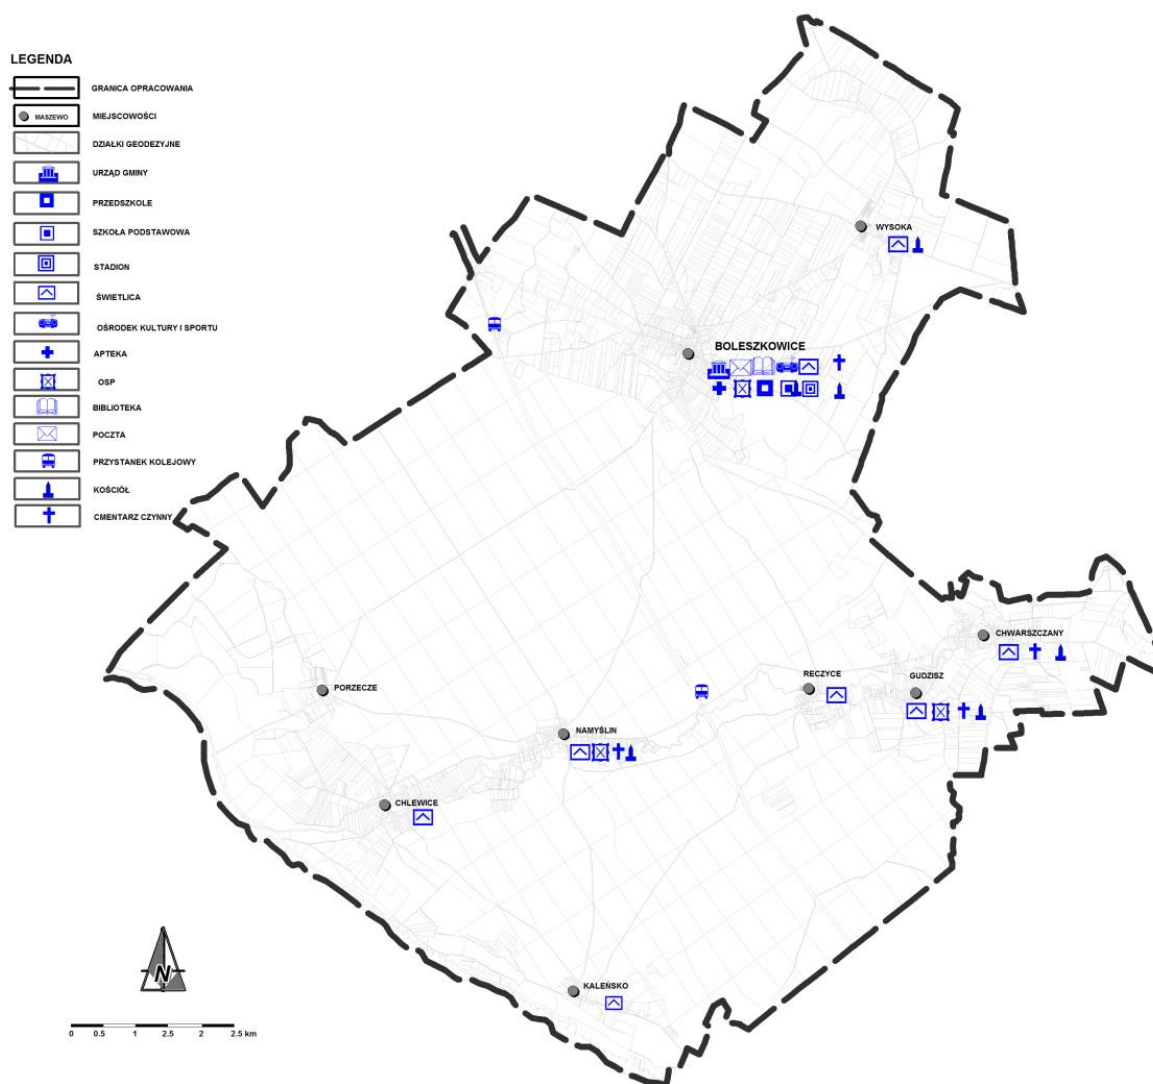 LEGENDA
GRANICA OPRACOWANIA
MASZEWO MIEJSCOWOŚCI
DZIAŁKI GEODEZYJNE
URZĄD GMINY
PRZEDSZKOLE
SZKOŁA PODSTAWOWA
STADION
ŚWIETLICA
OŚRODEK KULTURY I SPORTU
APTEKA
OSP
BIBLIOTEKA
POCZTA
PRZYSTANEK KOLEJOWY
KOŚCIÓŁ
CMENTARZ CZYNNY
WYSOKA
BOLESZKOWICE
CHWARSZCZANY
RECZYCE
GUDZISZ
PORZECZE
NAMYŚLIN
CHLEWICE
KALEŃSKO
N
0 0.5 1 2.5 2 2.5 km